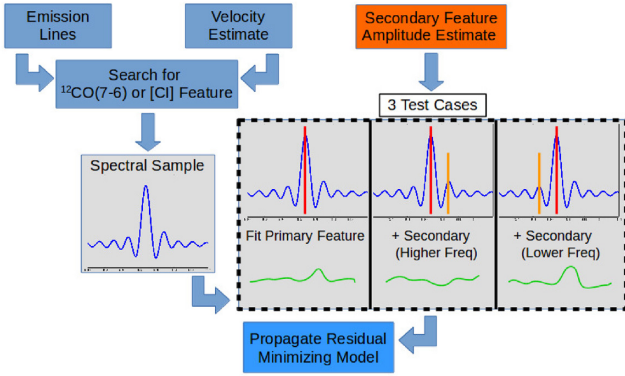 Emission
Lines
Velocity
Estimate
Secondary Feature
Amplitude Estimate
Search for
¹²CO(7-6) or [CI] Feature
3 Test Cases
Spectral Sample
Fit Primary Feature
+ Secondary
(Higher Freq)
+ Secondary
(Lower Freq)
Propagate Residual
Minimizing Model